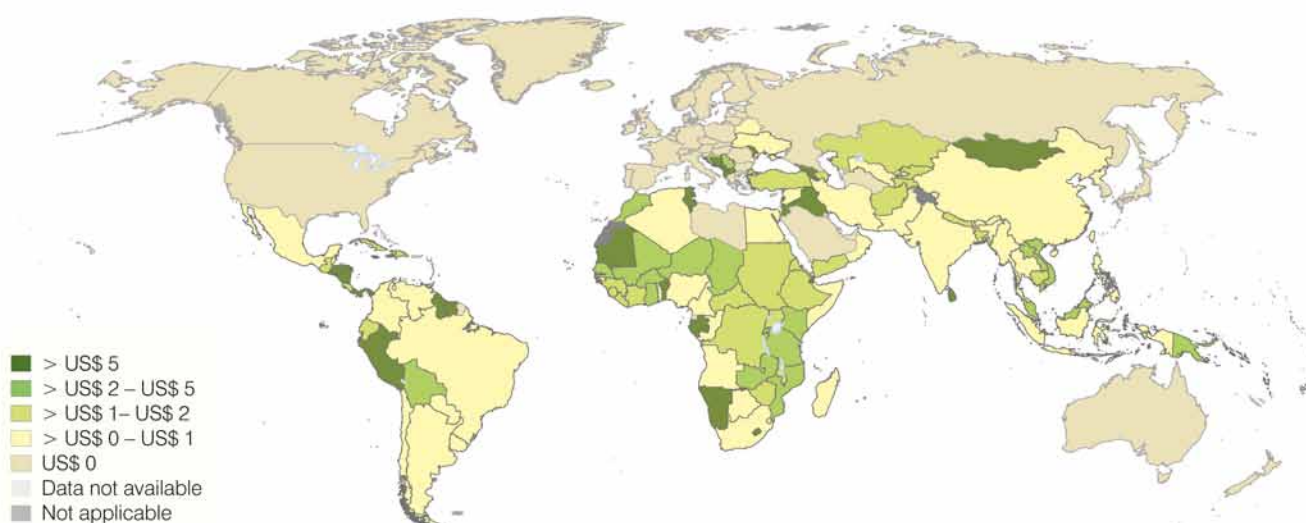 > US$ 5
> US$ 2 – US$ 5
> US$ 1– US$ 2
> US$ 0 – US$ 1
US$ 0
Data not available
Not applicable